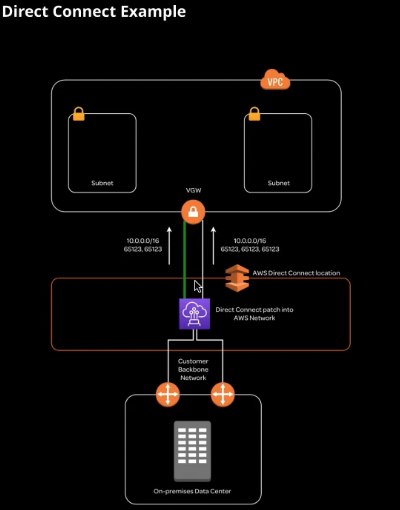 Direct Connect Example
VPC
Subnet
Subnet
VGW
10.0.0.0/16
65123, 65123
10.0.0.0/16
65123, 65123, 65123
AWS Direct Connect location
Direct Connect patch into
AWS Network
Customer
Backbone
Network
On-premises Data Center